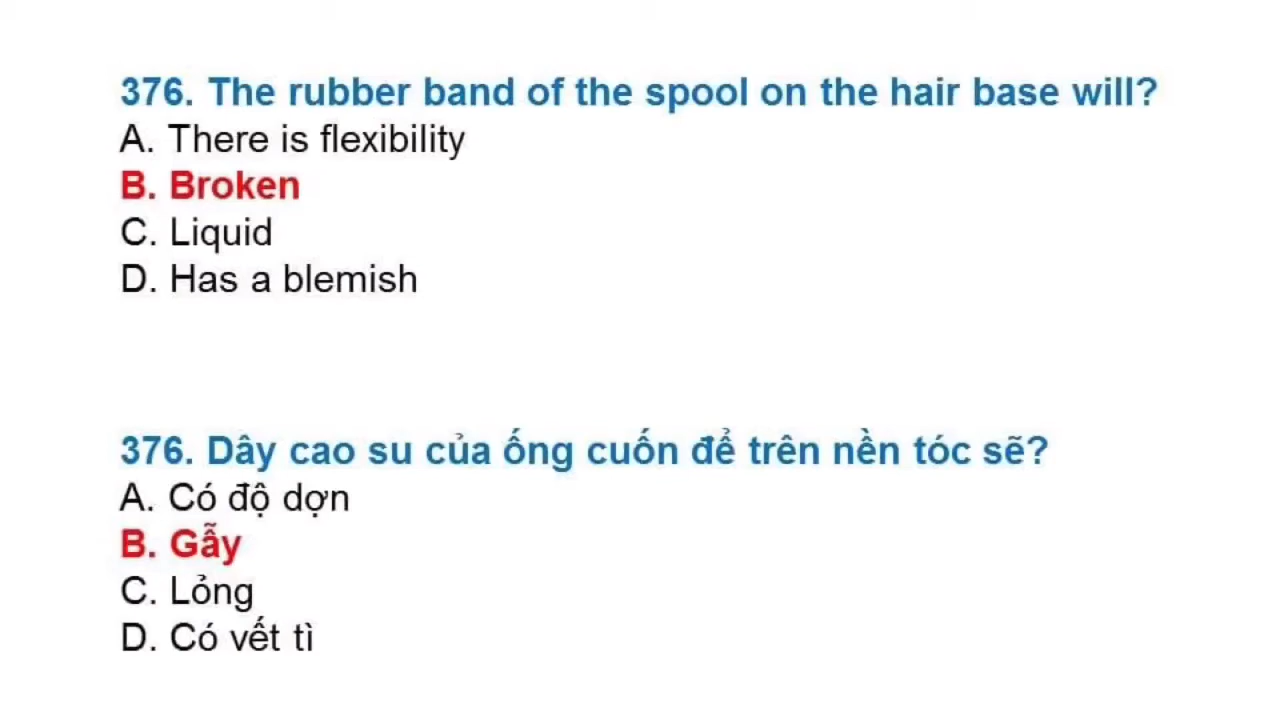 376. The rubber band of the spool on the hair base will?
A. There is flexibility
B. Broken
C. Liquid
D. Has a blemish
376. Dây cao su của ống cuốn để trên nền tóc sẽ?
A. Có độ dợn
B. Gẫy
C. Lỏng
D. Có vết tì